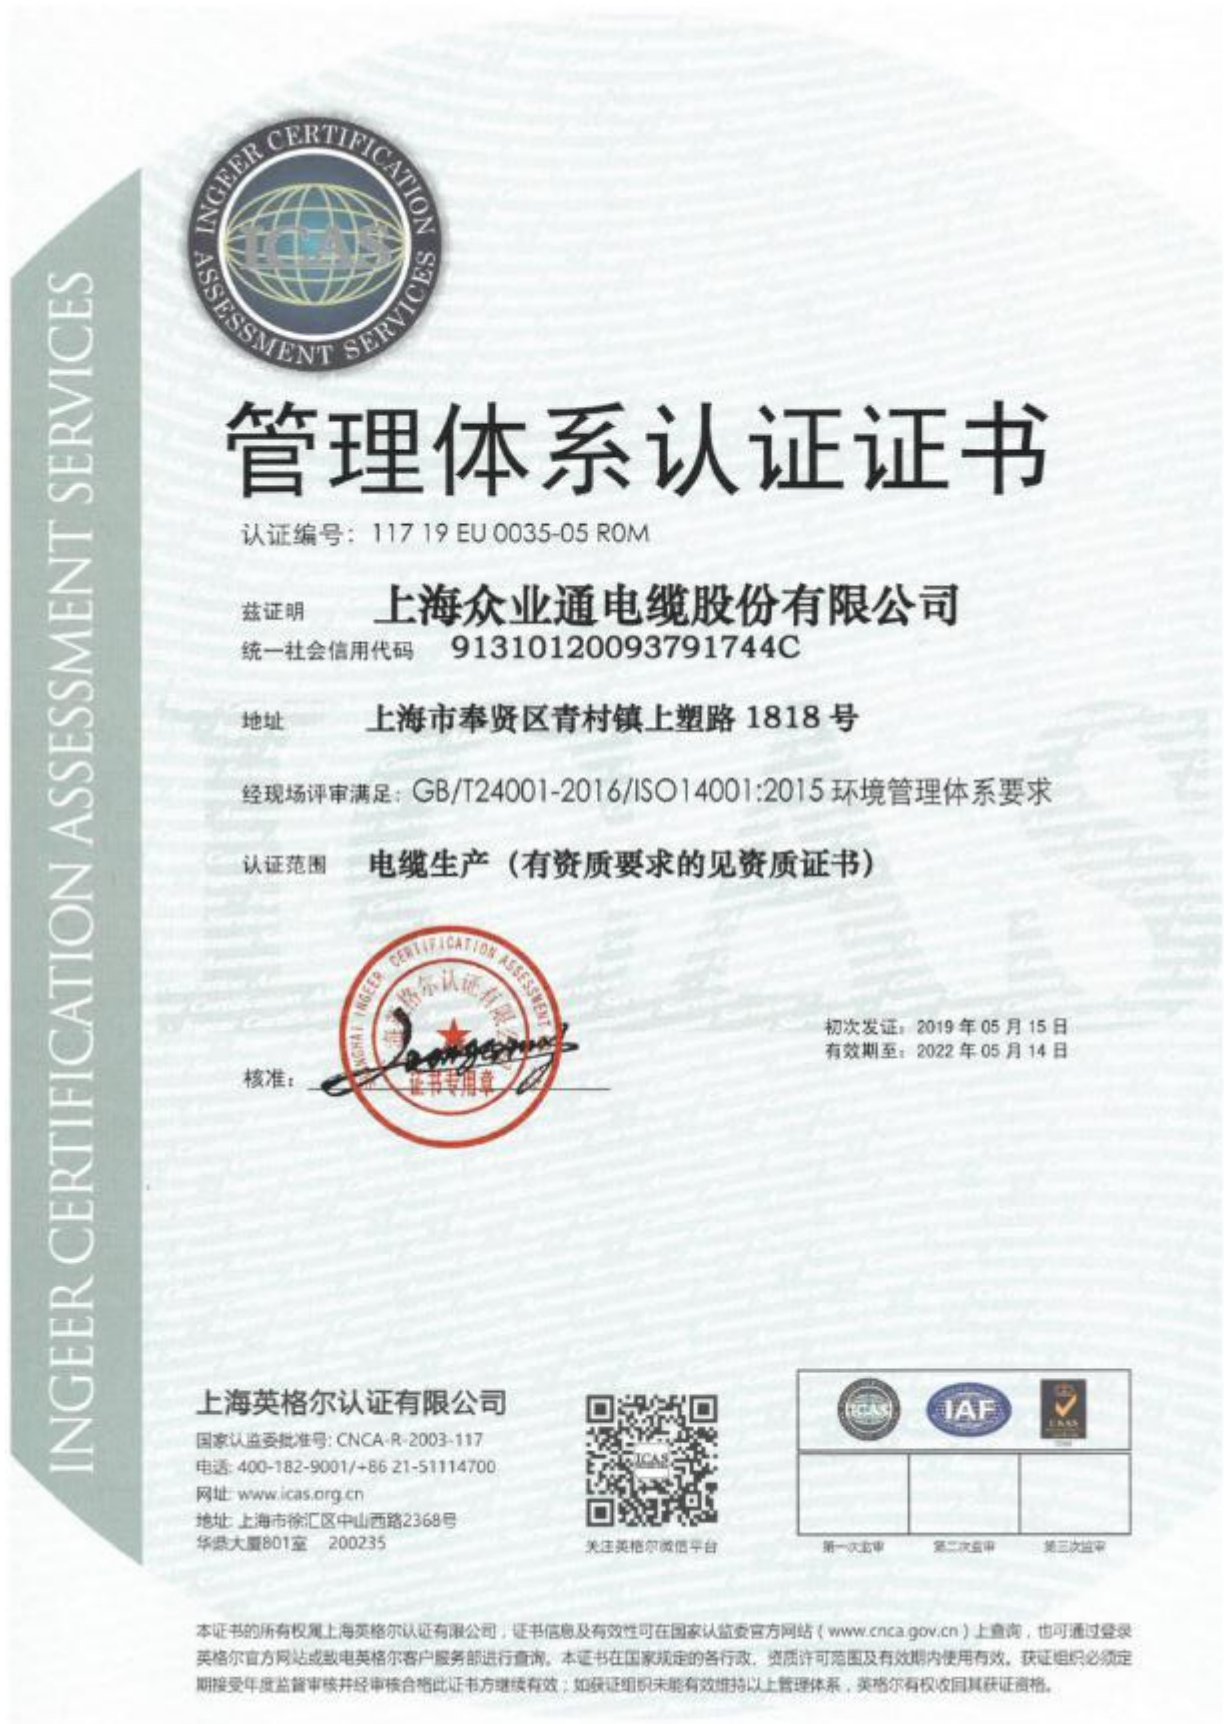 INGEER CERTIFICATION
ICAS
ASSESSMENT SERVICES
INGEER CERTIFICATION ASSESSMENT SERVICES
管理体系认证证书
认证编号：117 19 EU 0035-05 R0M
兹证明 上海众业通电缆股份有限公司
统一社会信用代码 91310120093791744C
地址 上海市奉贤区青村镇上塑路 1818 号
经现场评审满足：GB/T24001-2016/ISO14001:2015 环境管理体系要求
认证范围 电缆生产（有资质要求的见资质证书）
初次发证：2019 年 05 月 15 日
有效期至：2022 年 05 月 14 日
核准：
证书专用章
上海英格尔认证有限公司
国家认监委批准号: CNCA-R-2003-117
电话: 400-182-9001/+86 21-51114700
网址: www.icas.org.cn
地址: 上海市徐汇区中山西路2368号
华鼎大厦801室 200235
ICAS
关注英格尔微信平台
ICAS
IAF
UKAS
第一次监审 第二次监审 第三次监审
本证书的所有权属上海英格尔认证有限公司，证书信息及有效性可在国家认监委官方网站（www.cnca.gov.cn）上查询，也可通过登录
英格尔官方网站或致电英格尔客户服务部进行查询。本证书在国家规定的各行政、资质许可范围及有效期内使用有效。获证组织必须定
期接受年度监督审核并经审核合格此证书方继续有效；如获证组织未能有效维持以上管理体系，英格尔有权收回其获证资格。